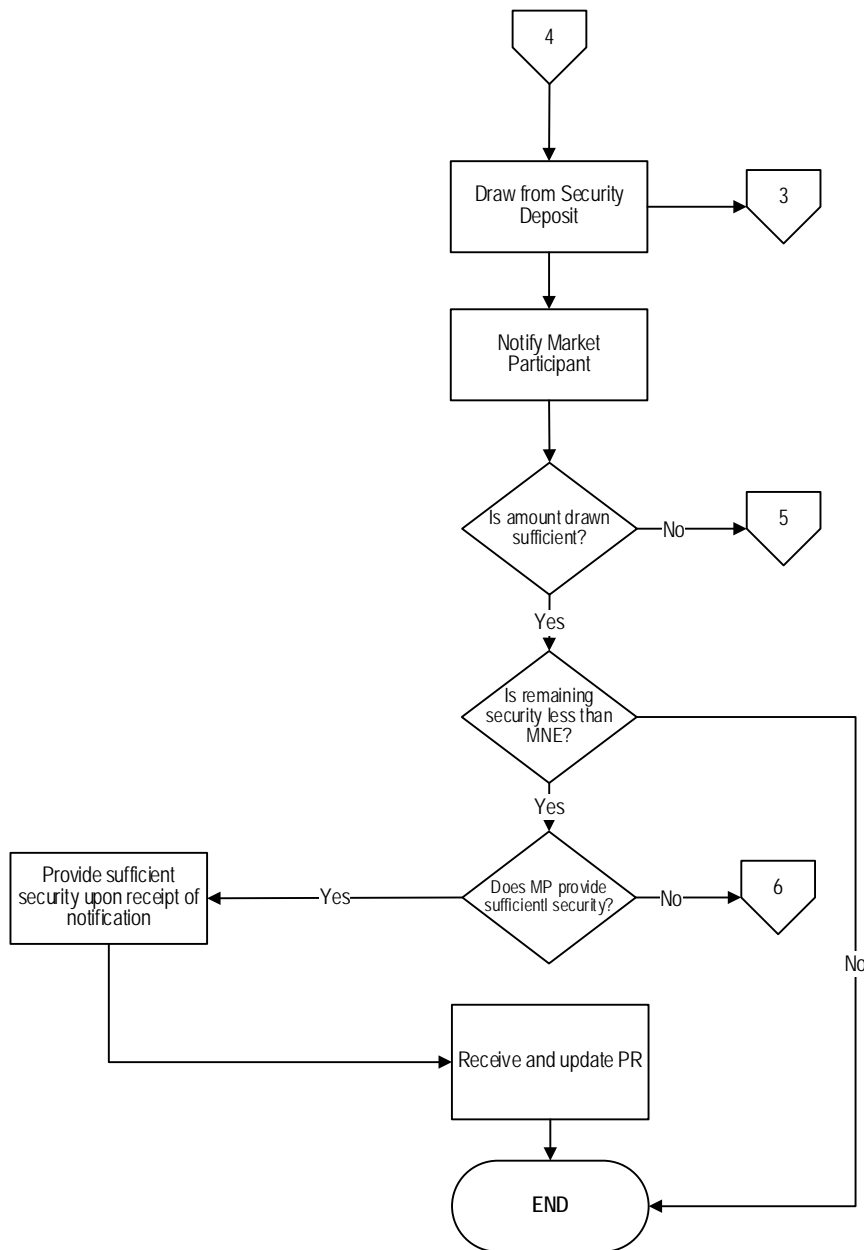 4
Draw from Security
Deposit
3
Notify Market
Participant
Is amount drawn
sufficient?
No
5
Yes
Is remaining
security less than
MNE?
Yes
Provide sufficient
security upon receipt of
notification
Yes
Does MP provide
sufficientl security?
No
6
No
Receive and update PR
END